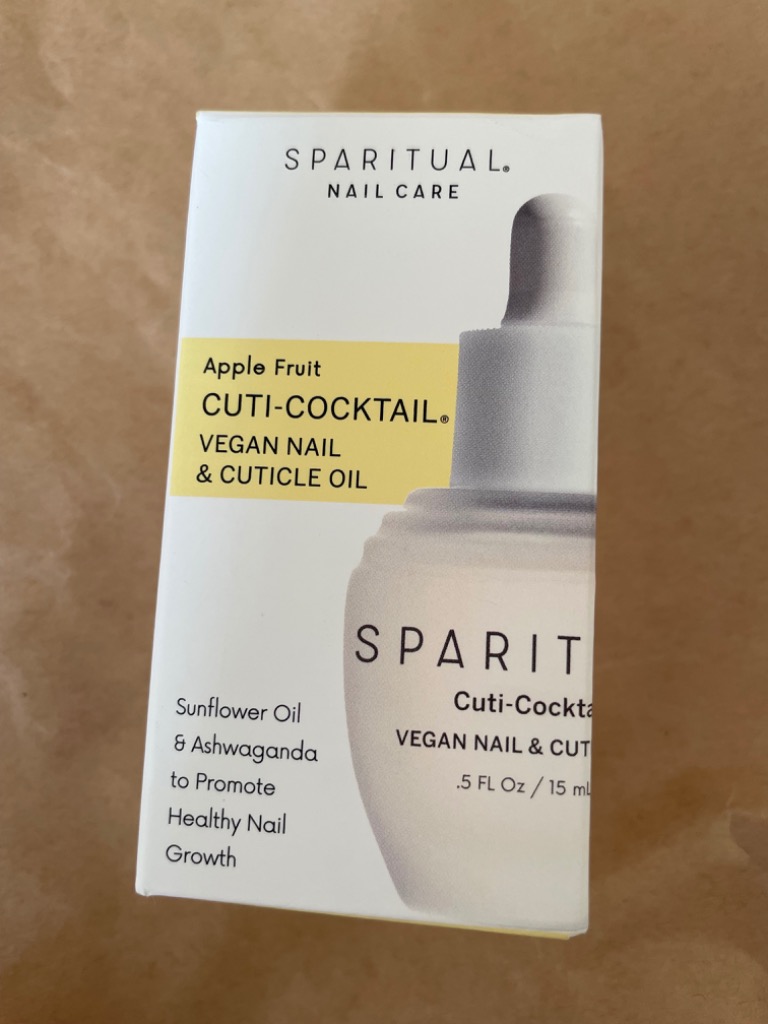 SPARITUAL®
NAIL CARE
Apple Fruit
CUTI-COCKTAIL®
VEGAN NAIL
& CUTICLE OIL
SPARIT
Cuti-Cockta
VEGAN NAIL & CUT
.5 FL Oz / 15 mL
Sunflower Oil
& Ashwaganda
to Promote
Healthy Nail
Growth